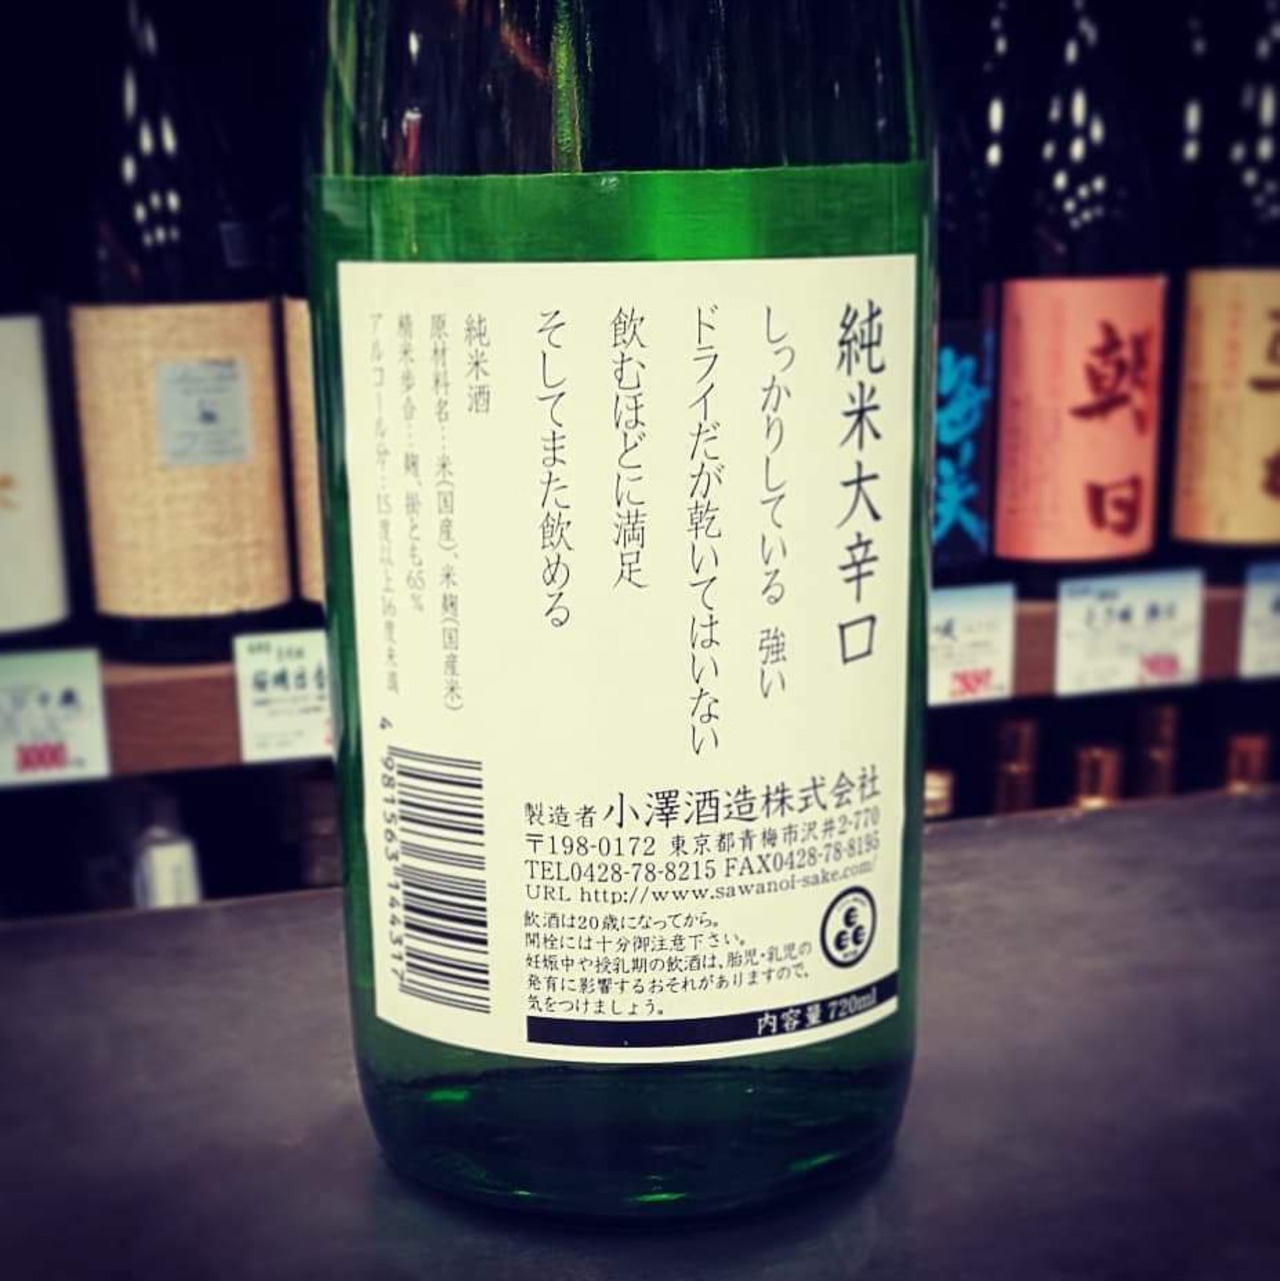 純米大辛口
しっかりしている 強い
ドライだが乾いてはいない
飲むほどに満足
そしてまた飲める
純米酒
原材料名:米(国産)、米麹(国産米)
精米歩合:麹、掛とも65%
アルコール分:15度以上16度未満
4 981563 144317
製造者 小澤酒造株式会社
〒198-0172 東京都青梅市沢井2-770
TEL0428-78-8215 FAX0428-78-8195
URL http://www.sawanoi-sake.com/
飲酒は20歳になってから。
開栓には十分御注意下さい。
妊娠中や授乳期の飲酒は、胎児・乳児の
発育に影響するおそれがありますので、
気をつけましょう。
内容量 720ml
朝日
3000